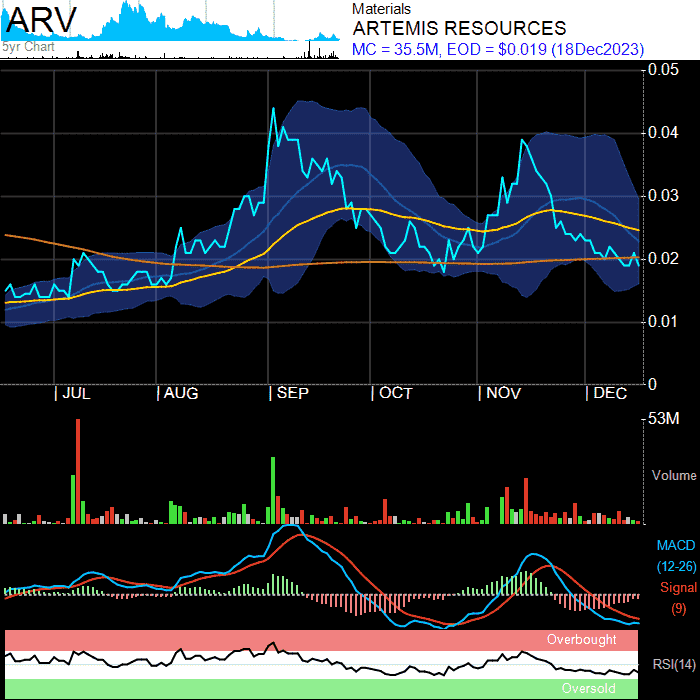 ARV
5yr Chart
Materials
ARTEMIS RESOURCES
MC = 35.5M, EOD = $0.019 (18Dec2023)
0.05
0.04
0.03
0.02
0.01
0
JUL AUG SEP OCT NOV DEC
53M
Volume
MACD
(12-26)
Signal
(9)
Overbought
RSI(14)
Oversold